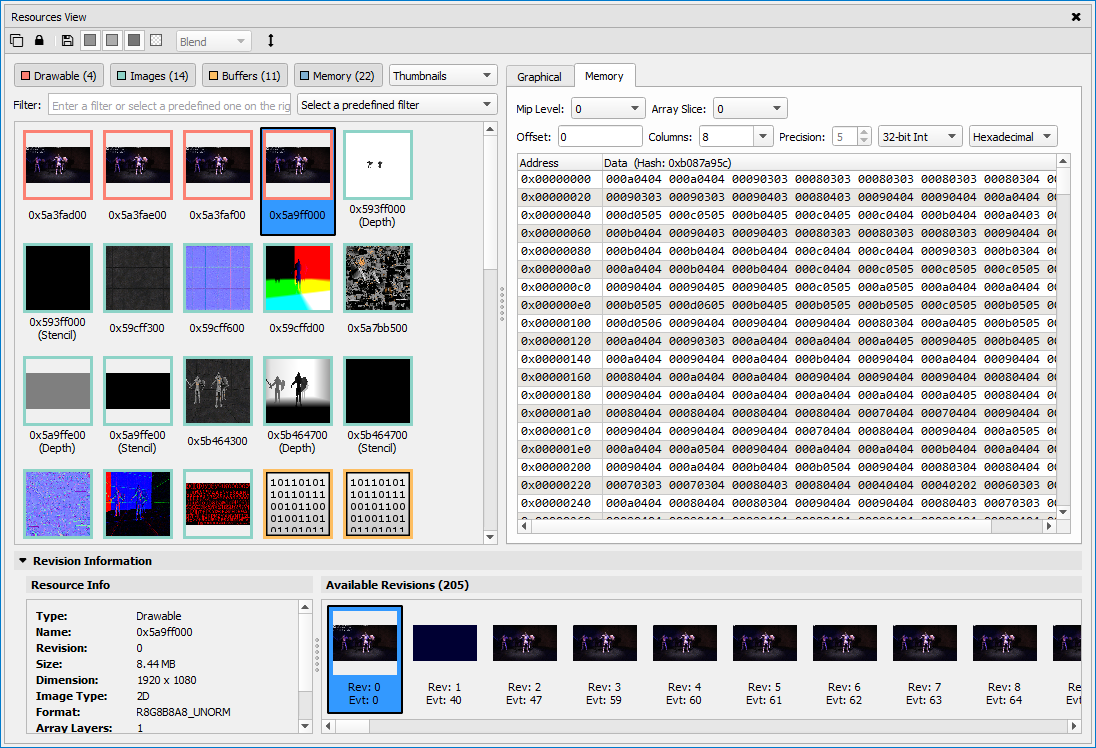 Resources View
Blend
Drawable (4) Images (14) Buffers (11) Memory (22) Thumbnails
Filter: Enter a filter or select a predefined one on the rig Select a predefined filter
0x5a3fad00 0x5a3fae00 0x5a3faf00 0x5a9ff000 0x593ff000
(Depth)
0x593ff000 0x59cff300 0x59cff600 0x59cffd00 0x5a7bb500
(Stencil)
0x5a9ffe00 0x5a9ffe00 0x5b464300 0x5b464700 0x5b464700
(Depth) (Stencil) (Depth) (Stencil)
10110101 10110101
10110111 10110111
00101100 00101100
01001101 01001101
01101011 01101011
Graphical Memory
Mip Level: 0 Array Slice: 0
Offset: 0 Columns: 8 Precision: 5 32-bit Int Hexadecimal
Address Data (Hash: 0xb087a95c)
0x00000000 000a0404 000a0404 00090303 00080303 00080303 00080303 00080304 00
0x00000020 00090303 00090303 00090404 00080403 00090404 00090404 000a0404 00
0x00000040 000d0505 000c0505 000b0404 000c0405 000c0404 000b0404 000a0403 00
0x00000060 000b0404 000b0404 00090403 00090404 00080303 00080303 00080404 00
0x00000080 000b0404 000b0404 000b0404 000c0404 000c0404 00090303 000b0304 00
0x000000a0 000a0404 000b0404 000b0404 000c0405 000c0505 000c0505 000c0505 00
0x000000c0 00090404 00090405 00090405 000c0505 000a0505 000a0404 000a0404 00
0x000000e0 000b0505 000d0605 000b0405 000b0505 000b0505 000c0505 000b0505 00
0x00000100 000d0506 00090404 00090404 00090404 00080304 000a0405 000b0505 00
0x00000120 000a0404 00090303 000a0404 000a0404 000a0405 00090405 000b0405 00
0x00000140 000a0404 000a0404 000a0404 000b0404 00090404 000a0404 00090404 00
0x00000160 00080404 000a0404 000a0404 00090404 00090404 00090404 00080404 00
0x00000180 00090404 000a0404 000a0404 000a0404 000a0404 000a0405 00080404 00
0x000001a0 00080404 00080404 00080404 00080404 00070404 00070404 00090404 00
0x000001c0 00090404 00090404 00090404 00070404 00080404 00090404 000a0505 00
0x000001e0 000a0404 000a0504 00090404 000a0404 000a0404 000b0404 000a0404 00
0x00000200 00090404 000a0404 000b0404 000b0504 00090404 00080304 00080404 00
0x00000220 00070303 00070304 00080403 00080404 00040404 00040202 00060303 00
0x00000240 000a0404 00080404 00080304 00090404 00090404 00080403 00070303 00
Revision Information
Resource Info
Type: Drawable
Name: 0x5a9ff000
Revision: 0
Size: 8.44 MB
Dimension: 1920 x 1080
Image Type: 2D
Format: R8G8B8A8_UNORM
Array Layers: 1
Available Revisions (205)
Rev: 0 Rev: 1 Rev: 2 Rev: 3 Rev: 4 Rev: 5 Rev: 6 Rev: 7 Rev: 8 Re
Evt: 0 Evt: 40 Evt: 47 Evt: 59 Evt: 60 Evt: 61 Evt: 62 Evt: 63 Evt: 64 Evt